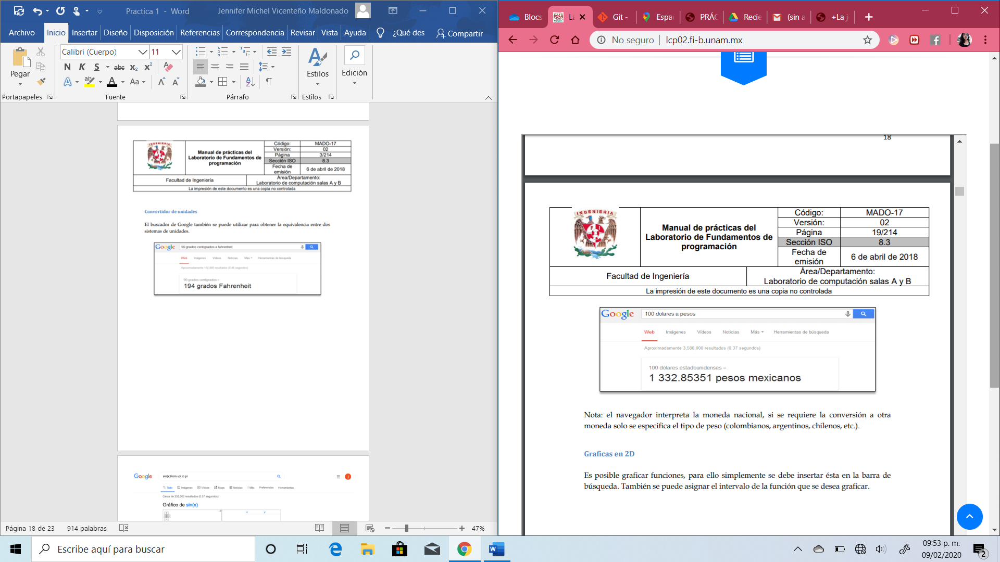 Practica 1 - Word
Jennifer Michel Vicenteño Maldonado
Archivo Inicio Insertar Diseño Disposición Referencias Correspondencia Revisar Vista Ayuda ¿Qué des Compartir
Calibri (Cuerpo) 11
N K S abc x₂ x²
Aa
Pegar
Estilos
Edición
Portapapeles Fuente Párrafo Estilos
Manual de prácticas del
Laboratorio de Fundamentos de
programación
Código: MADO-17
Versión: 02
Página 3/214
Sección ISO 8.3
Fecha de
emisión
6 de abril de 2018
Facultad de Ingeniería
Área/Departamento:
Laboratorio de computación salas A y B
La impresión de este documento es una copia no controlada
Convertidor de unidades
El buscador de Google también se puede utilizar para obtener la equivalencia entre dos
sistemas de unidades.
Google 90 grados centigrados a fahrenheit
Web Imágenes Vídeos Noticias Más Herramientas de búsqueda
90 grados centigrados =
194 grados Fahrenheit
Google sin(x)from -pi to pi
Todo Imágenes Videos Maps Noticias Más Preferencias Herramientas
Cerca de 333,000 resultados (0.37 segundos)
Gráfico de sin(x)
Página 18 de 23 914 palabras
47%
Blocs La Git - Espa PRÁC Recie (sin a +La j
No seguro | lcp02.fi-b.unam.mx
18
INGENIERIA
Manual de prácticas del
Laboratorio de Fundamentos de
programación
Código: MADO-17
Versión: 02
Página 19/214
Sección ISO 8.3
Fecha de
emisión
6 de abril de 2018
Facultad de Ingeniería
Área/Departamento:
Laboratorio de computación salas A y B
La impresión de este documento es una copia no controlada
Google 100 dolares a pesos
Web Imágenes Vídeos Noticias Más Herramientas de búsqueda
Aproximadamente 3,580,000 resultados (0.37 segundos)
100 dólares estadounidenses =
1 332.85351 pesos mexicanos
Nota: el navegador interpreta la moneda nacional, si se requiere la conversión a otra
moneda solo se especifica el tipo de peso (colombianos, argentinos, chilenos, etc.).
Graficas en 2D
Es posible graficar funciones, para ello simplemente se debe insertar ésta en la barra de
búsqueda. También se puede asignar el intervalo de la función que se desea graficar.
Escribe aquí para buscar
09:53 p. m.
09/02/2020
2